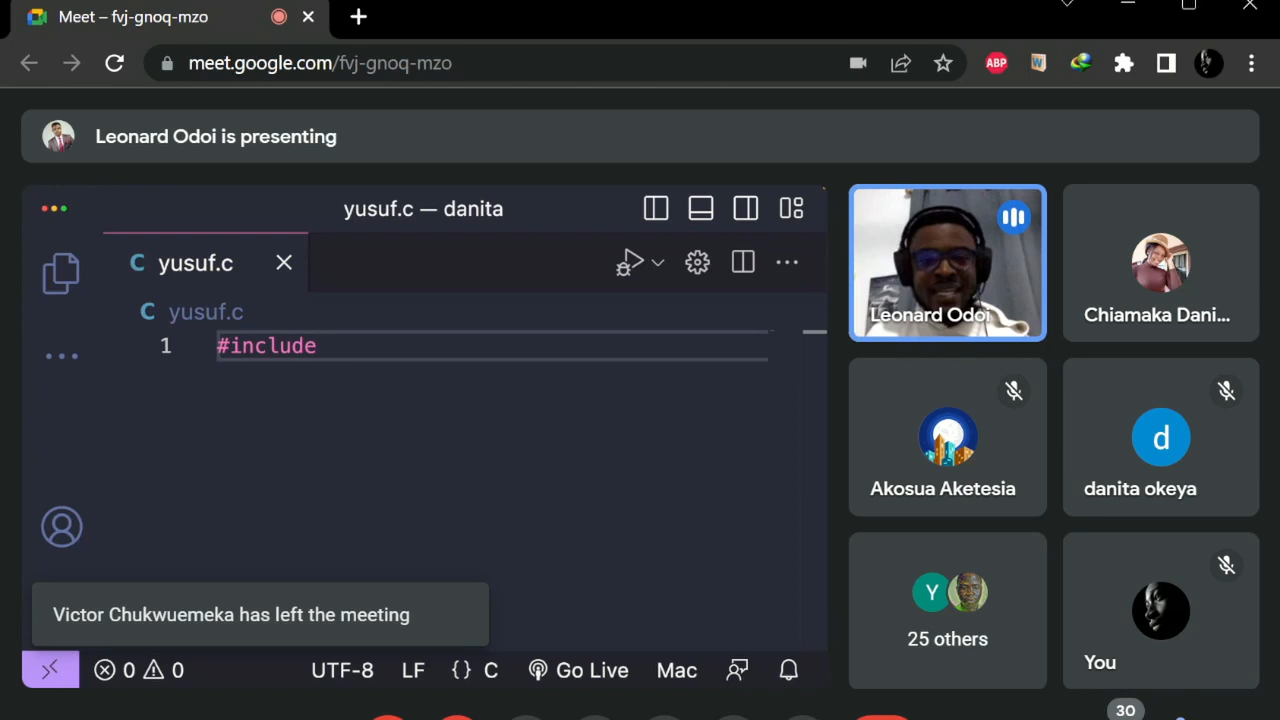 Meet – fvj-gnoq-mzo
meet.google.com/fvj-gnoq-mzo
ABP
W
Leonard Odoi is presenting
yusuf.c — danita
C yusuf.c
C yusuf.c
1 #include
Leonard Odoi
Chiamaka Dani...
Akosua Aketesia
d
danita okeya
Y
25 others
You
Victor Chukwuemeka has left the meeting
0 0 UTF-8 LF {} C Go Live Mac
30